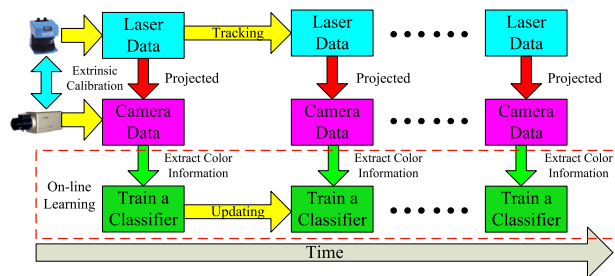 Laser
Data
Tracking
Laser
Data
Laser
Data
Extrinsic
Calibration
Projected
Projected
Projected
Camera
Data
Camera
Data
Camera
Data
Extract Color
Information
Extract Color
Information
Extract Color
Information
On-line
Learning
Train a
Classifier
Updating
Train a
Classifier
Train a
Classifier
Time